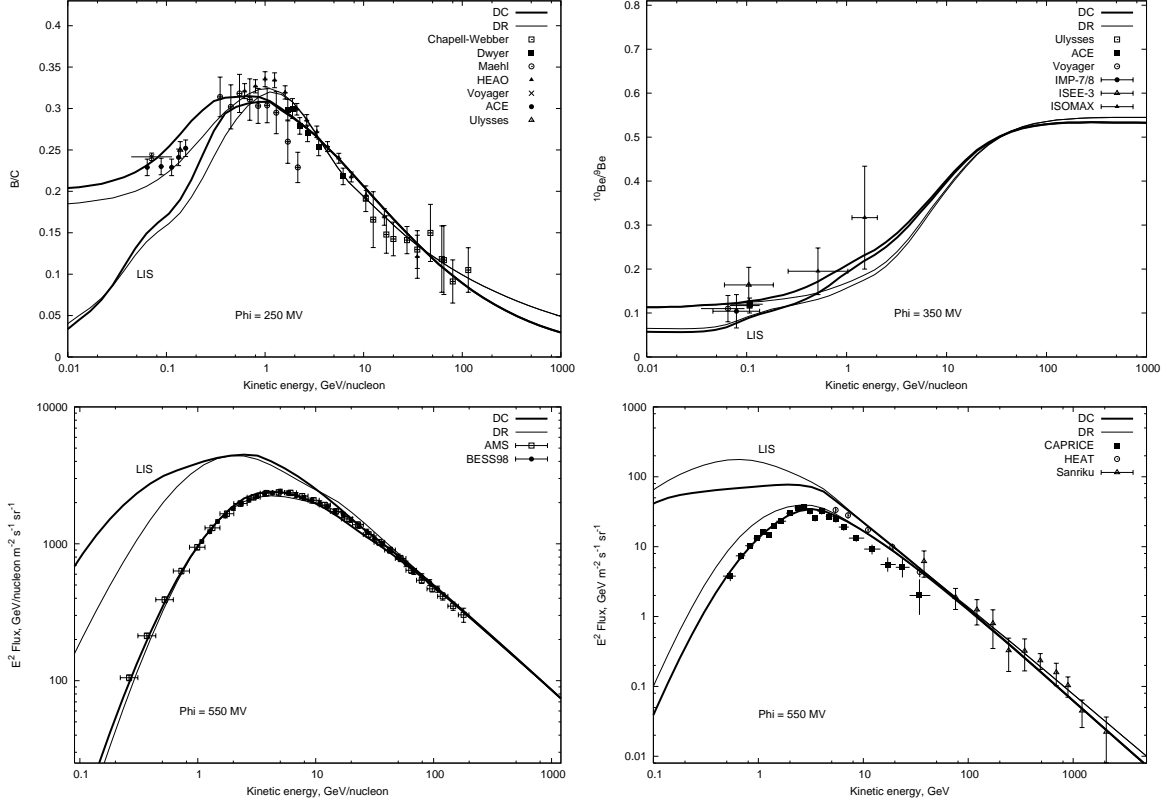 DC
DR
Chapell-Webber
Dwyer
Maehl
HEAO
Voyager
ACE
Ulysses
B/C
0.4
0.35
0.3
0.25
0.2
0.15
0.1
0.05
0
LIS
Phi = 250 MV
0.01
0.1
1
10
100
1000
Kinetic energy, GeV/nucleon
DC
DR
Ulysses
ACE
Voyager
IMP-7/8
ISEE-3
ISOMAX
¹⁰Be/⁹Be
0.8
0.7
0.6
0.5
0.4
0.3
0.2
0.1
0
LIS
Phi = 350 MV
0.01
0.1
1
10
100
1000
Kinetic energy, GeV/nucleon
DC
DR
AMS
BESS98
E² Flux, GeV/nucleon m⁻² s⁻¹ sr⁻¹
10000
1000
100
LIS
Phi = 550 MV
0.1
1
10
100
1000
Kinetic energy, GeV/nucleon
DC
DR
CAPRICE
HEAT
Sanriku
E² Flux, GeV m⁻² s⁻¹ sr⁻¹
1000
100
10
1
0.1
0.01
LIS
Phi = 550 MV
0.1
1
10
100
1000
Kinetic energy, GeV